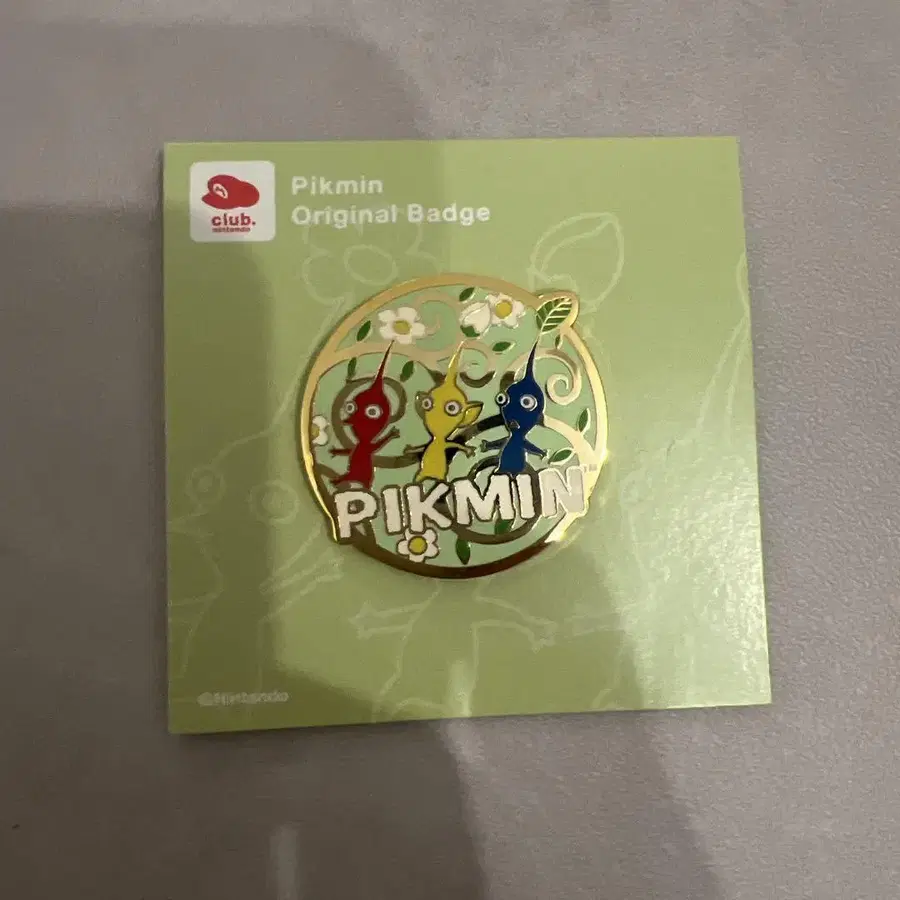 club.
nintendo
Pikmin
Original Badge
PIKMIN
©Nintendo